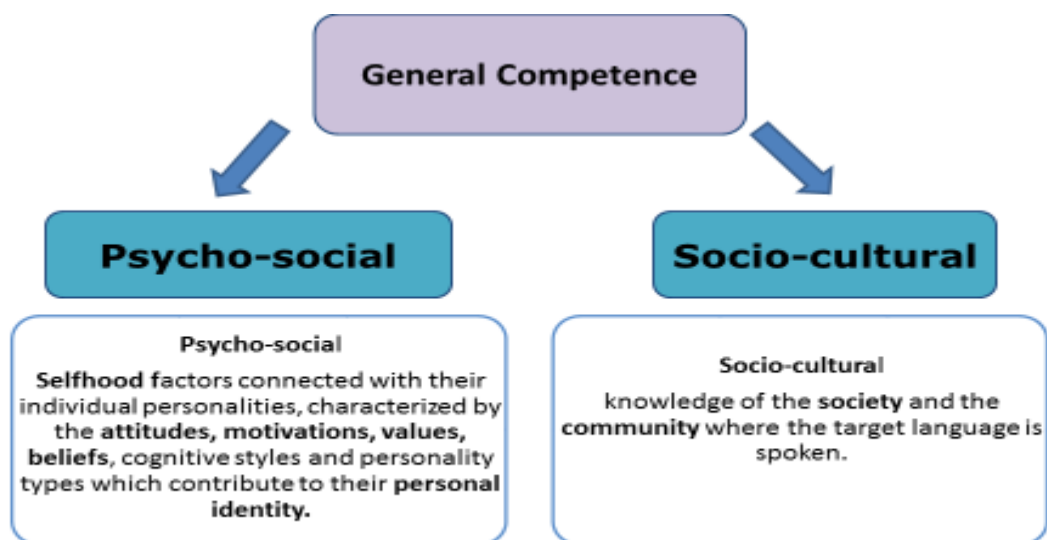 General Competence
Psycho-social
Socio-cultural
Psycho-social
Selfhood factors connected with their
individual personalities, characterized by
the attitudes, motivations, values,
beliefs, cognitive styles and personality
types which contribute to their personal
identity.
Socio-cultural
knowledge of the society and the
community where the target language is
spoken.